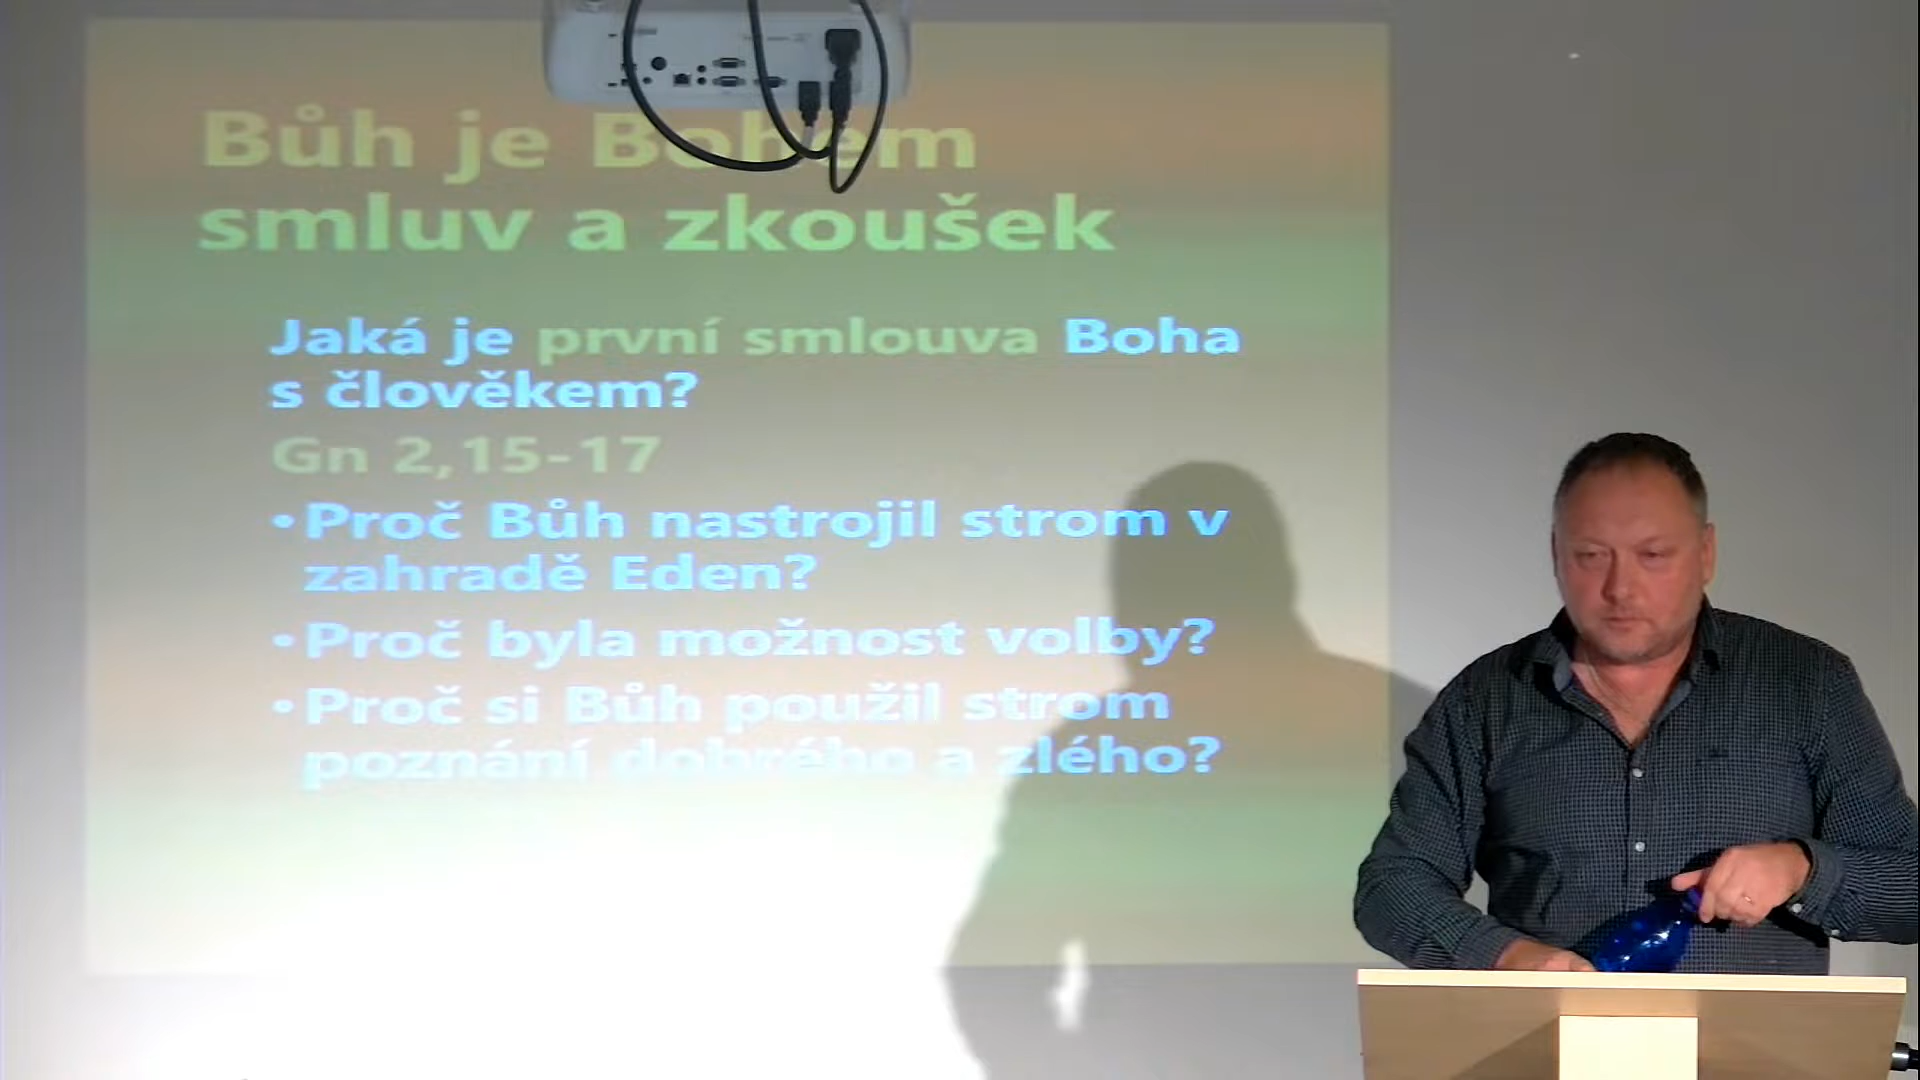 Bůh je Bohem
smluv a zkoušek
Jaká je první smlouva Boha
s člověkem?
Gn 2,15-17
•Proč Bůh nastrojil strom v
zahradě Eden?
•Proč byla možnost volby?
•Proč si Bůh použil strom
poznání dobrého a zlého?